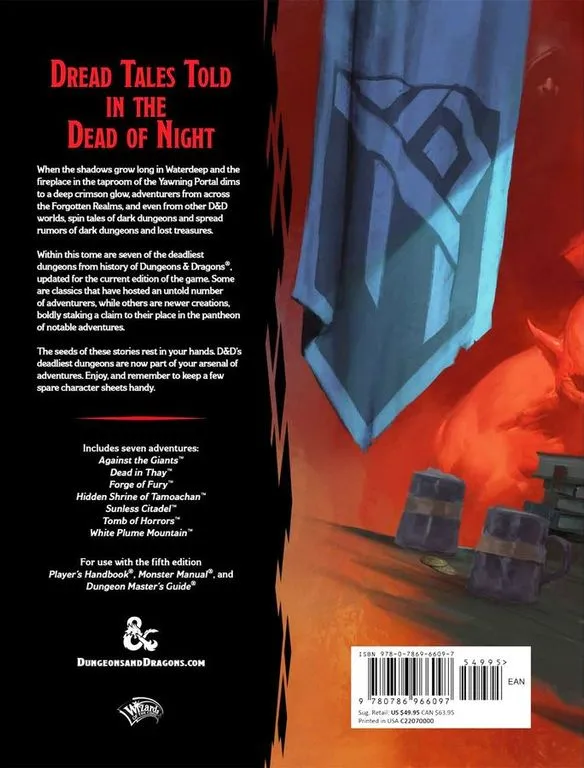 DREAD TALES TOLD
IN THE
DEAD OF NIGHT
When the shadows grow long in Waterdeep and the
fireplace in the taproom of the Yawning Portal dims
to a deep crimson glow, adventurers from across
the Forgotten Realms, and even from other D&D
worlds, spin tales of dark dungeons and spread
rumors of dark dungeons and lost treasures.
Within this tome are seven of the deadliest
dungeons from history of Dungeons & Dragons®,
updated for the current edition of the game. Some
are classics that have hosted an untold number
of adventurers, while others are newer creations,
boldly staking a claim to their place in the pantheon
of notable adventures.
The seeds of these stories rest in your hands. D&D's
deadliest dungeons are now part of your arsenal of
adventures. Enjoy, and remember to keep a few
spare character sheets handy.
Includes seven adventures:
Against the Giants™
Dead in Thay™
Forge of Fury™
Hidden Shrine of Tamoachan™
Sunless Citadel™
Tomb of Horrors™
White Plume Mountain™
For use with the fifth edition
Player's Handbook®, Monster Manual®, and
Dungeon Master's Guide®
&
DUNGEONSANDDRAGONS.COM
Wizards
OF THE COAST
ISBN 978-0-7869-6609-7
54995>
EAN
9 780786 966097
Sug. Retail: US $49.95 CAN $63.95
Printed in USA C22070000